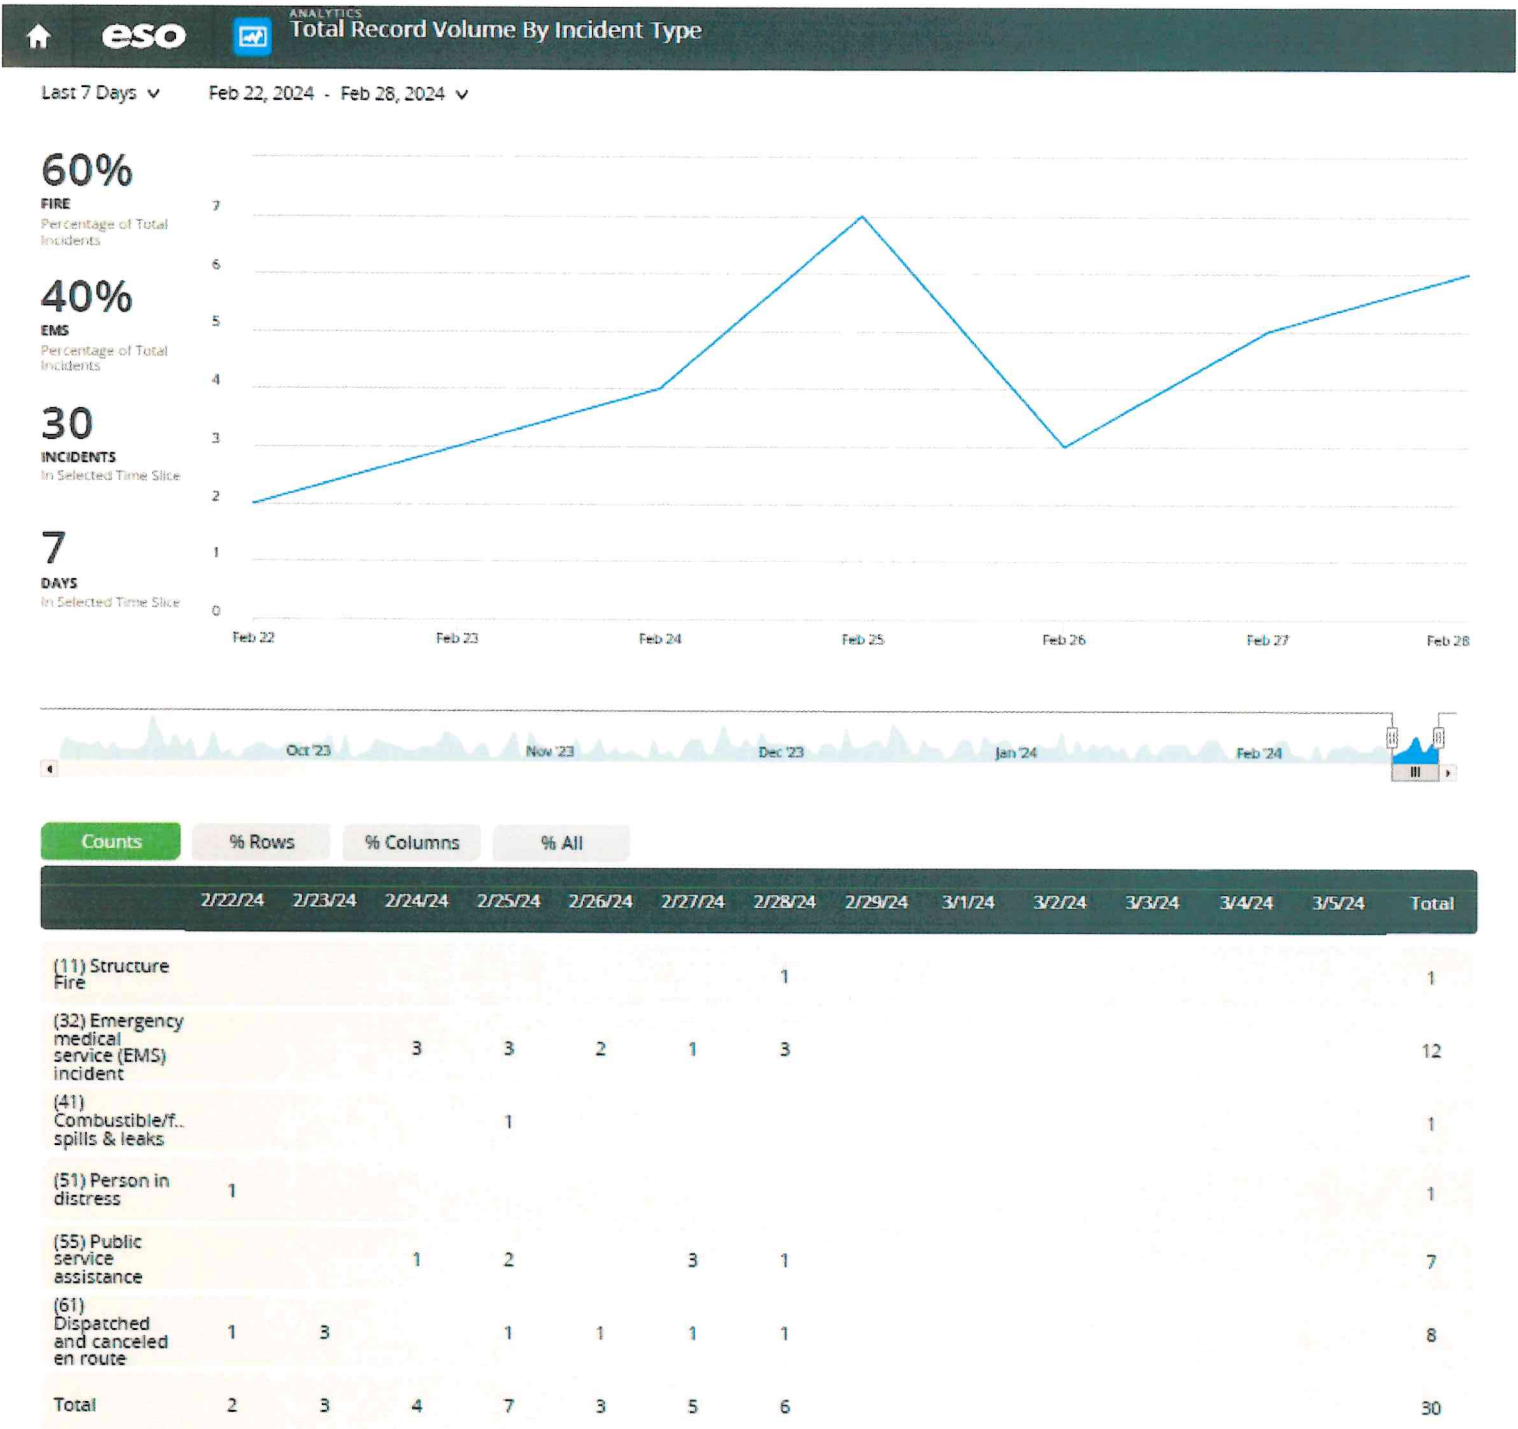 eso
ANALYTICS
Total Record Volume By Incident Type
Last 7 Days
Feb 22, 2024 - Feb 28, 2024
60%
FIRE
Percentage of Total
Incidents
40%
EMS
Percentage of Total
Incidents
30
INCIDENTS
In Selected Time Slice
7
DAYS
In Selected Time Slice
7
6
5
4
3
2
1
0
Feb 22 Feb 23 Feb 24 Feb 25 Feb 26 Feb 27 Feb 28
Oct '23 Nov '23 Dec '23 Jan '24 Feb '24
Counts % Rows % Columns % All
2/22/24 2/23/24 2/24/24 2/25/24 2/26/24 2/27/24 2/28/24 2/29/24 3/1/24 3/2/24 3/3/24 3/4/24 3/5/24 Total
(11) Structure
Fire
1 1
(32) Emergency
medical
service (EMS)
incident
3 3 2 1 3 12
(41)
Combustible/f...
spills & leaks
1 1
(51) Person in
distress
1 1
(55) Public
service
assistance
1 2 3 1 7
(61)
Dispatched
and canceled
en route
1 3 1 1 1 1 8
Total 2 3 4 7 3 5 6 30